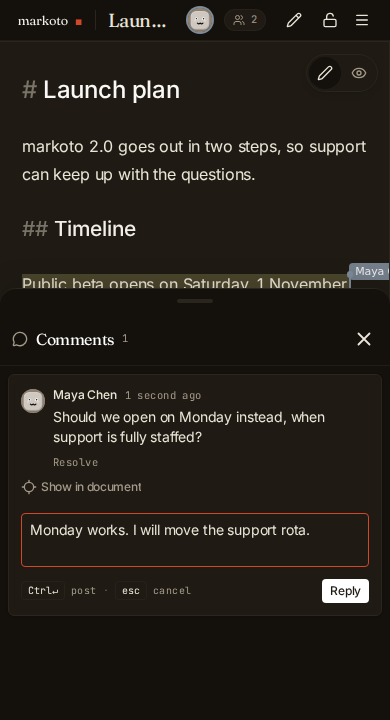 markoto
Laun...
2
# Launch plan
markoto 2.0 goes out in two steps, so support
can keep up with the questions.
## Timeline
Maya
Public beta opens on Saturday, 1 November
Comments 1
Maya Chen 1 second ago
Should we open on Monday instead, when
support is fully staffed?
Resolve
Show in document
Monday works. I will move the support rota.
Ctrl↵ post · esc cancel
Reply